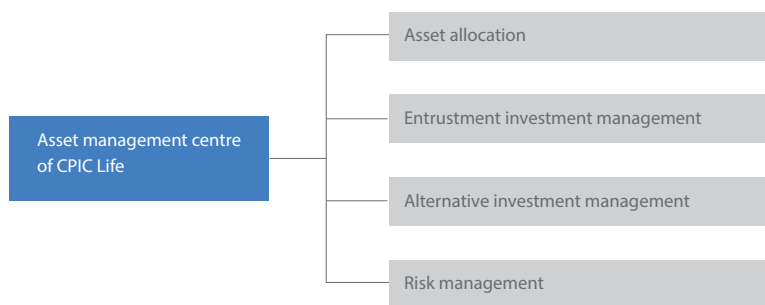 Asset allocation
Entrustment investment management
Asset management centre
of CPIC Life
Alternative investment management
Risk management